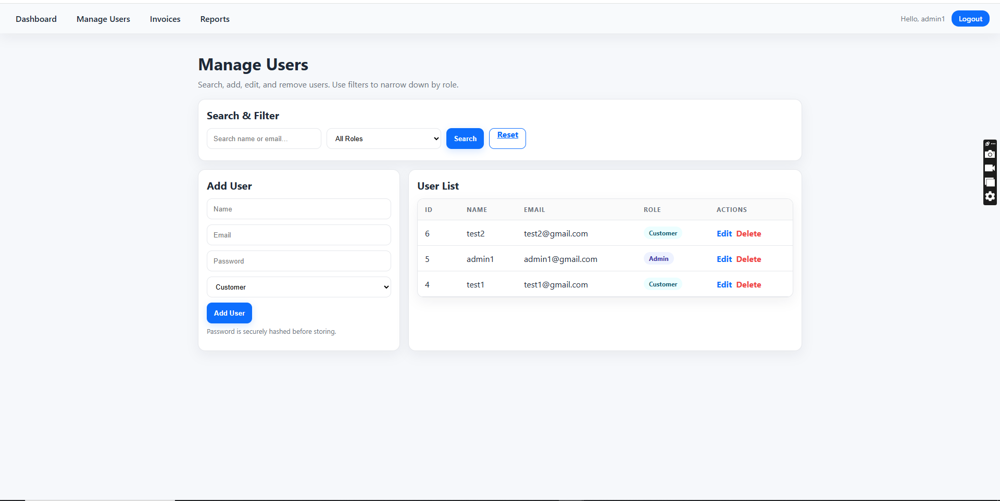 Dashboard Manage Users Invoices Reports Hello, admin1 Logout
Manage Users
Search, add, edit, and remove users. Use filters to narrow down by role.
Search & Filter
Search name or email... All Roles Search Reset
Add User
Name
Email
Password
Customer
Add User
Password is securely hashed before storing.
User List
ID NAME EMAIL ROLE ACTIONS
6 test2 test2@gmail.com Customer Edit Delete
5 admin1 admin1@gmail.com Admin Edit Delete
4 test1 test1@gmail.com Customer Edit Delete